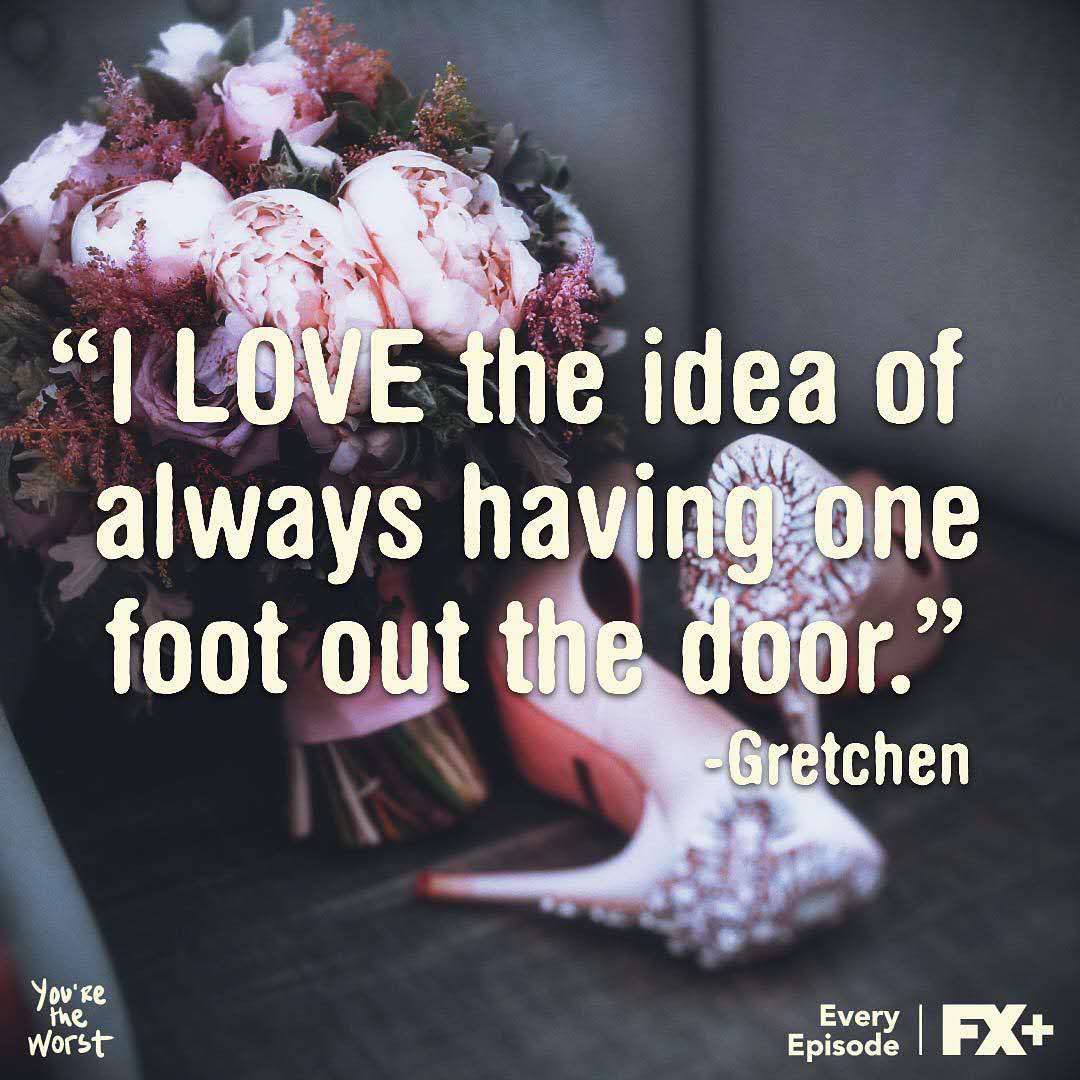 “I LOVE the idea of
always having one
foot out the door.”
-Gretchen
You're
the
Worst
Every
Episode
FX+